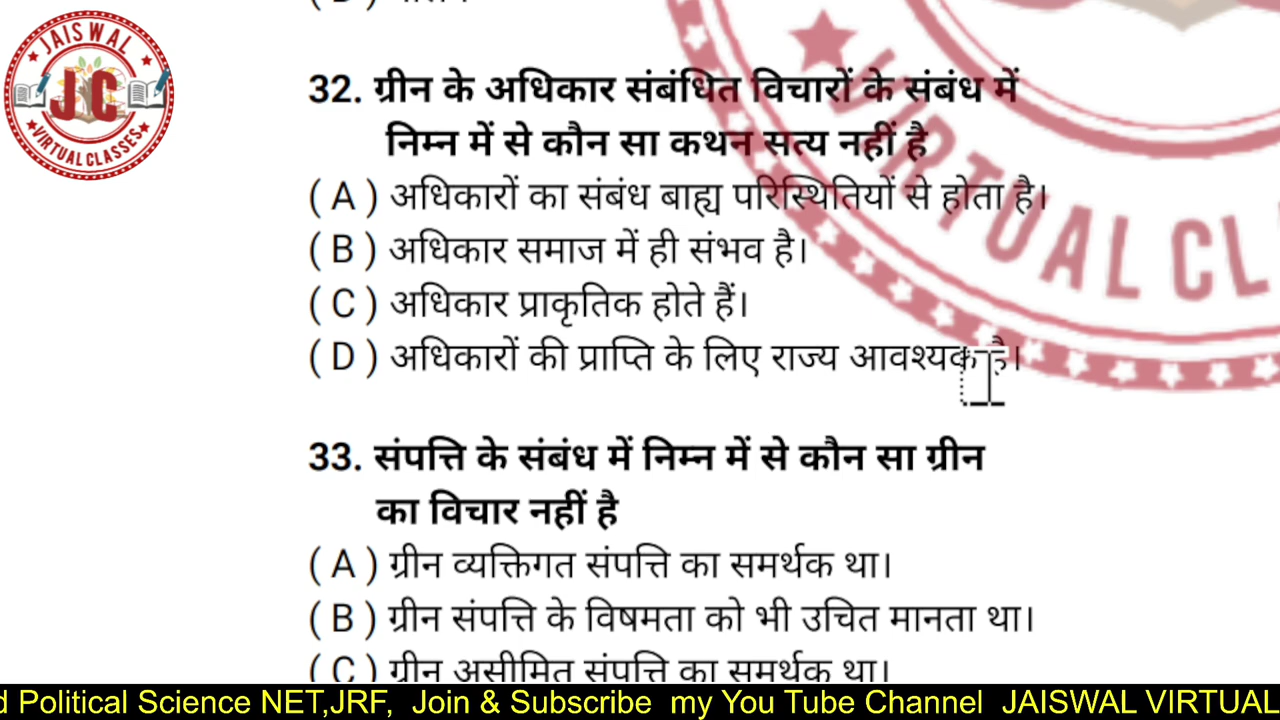 JAISWAL
JC
VIRTUAL CLASSES
32. ग्रीन के अधिकार संबंधित विचारों के संबंध में
निम्न में से कौन सा कथन सत्य नहीं है
( A ) अधिकारों का संबंध बाह्य परिस्थितियों से होता है।
( B ) अधिकार समाज में ही संभव है।
( C ) अधिकार प्राकृतिक होते हैं।
( D ) अधिकारों की प्राप्ति के लिए राज्य आवश्यक है।
VIRTUAL CL
33. संपत्ति के संबंध में निम्न में से कौन सा ग्रीन
का विचार नहीं है
( A ) ग्रीन व्यक्तिगत संपत्ति का समर्थक था।
( B ) ग्रीन संपत्ति के विषमता को भी उचित मानता था।
( C ) ग्रीन असीमित संपत्ति का समर्थक था।
d Political Science NET,JRF, Join & Subscribe my You Tube Channel JAISWAL VIRTUAL